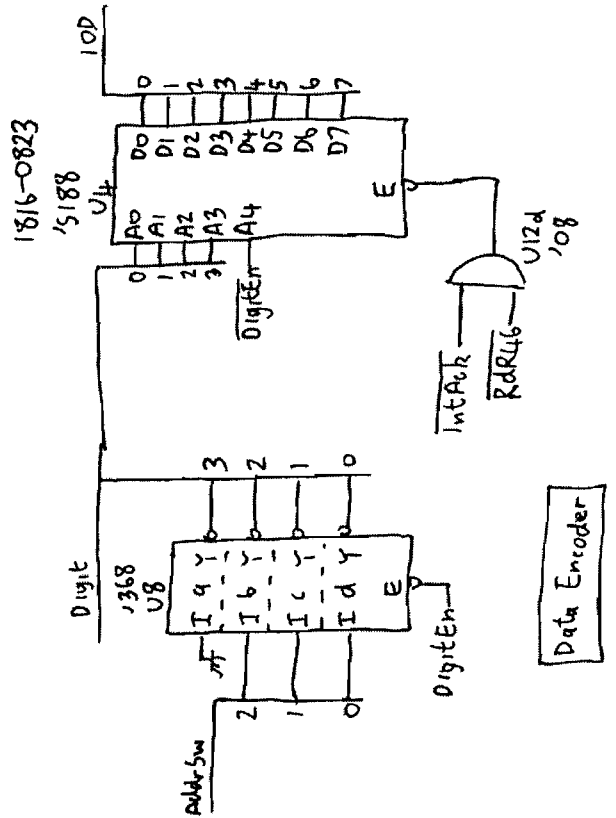 IOD
1816-0823
'S188
U4
A0
A1
A2
A3
A4
D0
D1
D2
D3
D4
D5
D6
D7
E
0
1
2
3
0
1
2
3
4
5
6
7
DigitEn
IntAck
RdR46
U12d
'08
Digit
'368
U8
I a Y
I b Y
I c Y
I d Y
E
3
2
1
0
2
1
0
AddrSw
DigitEn
Data Encoder